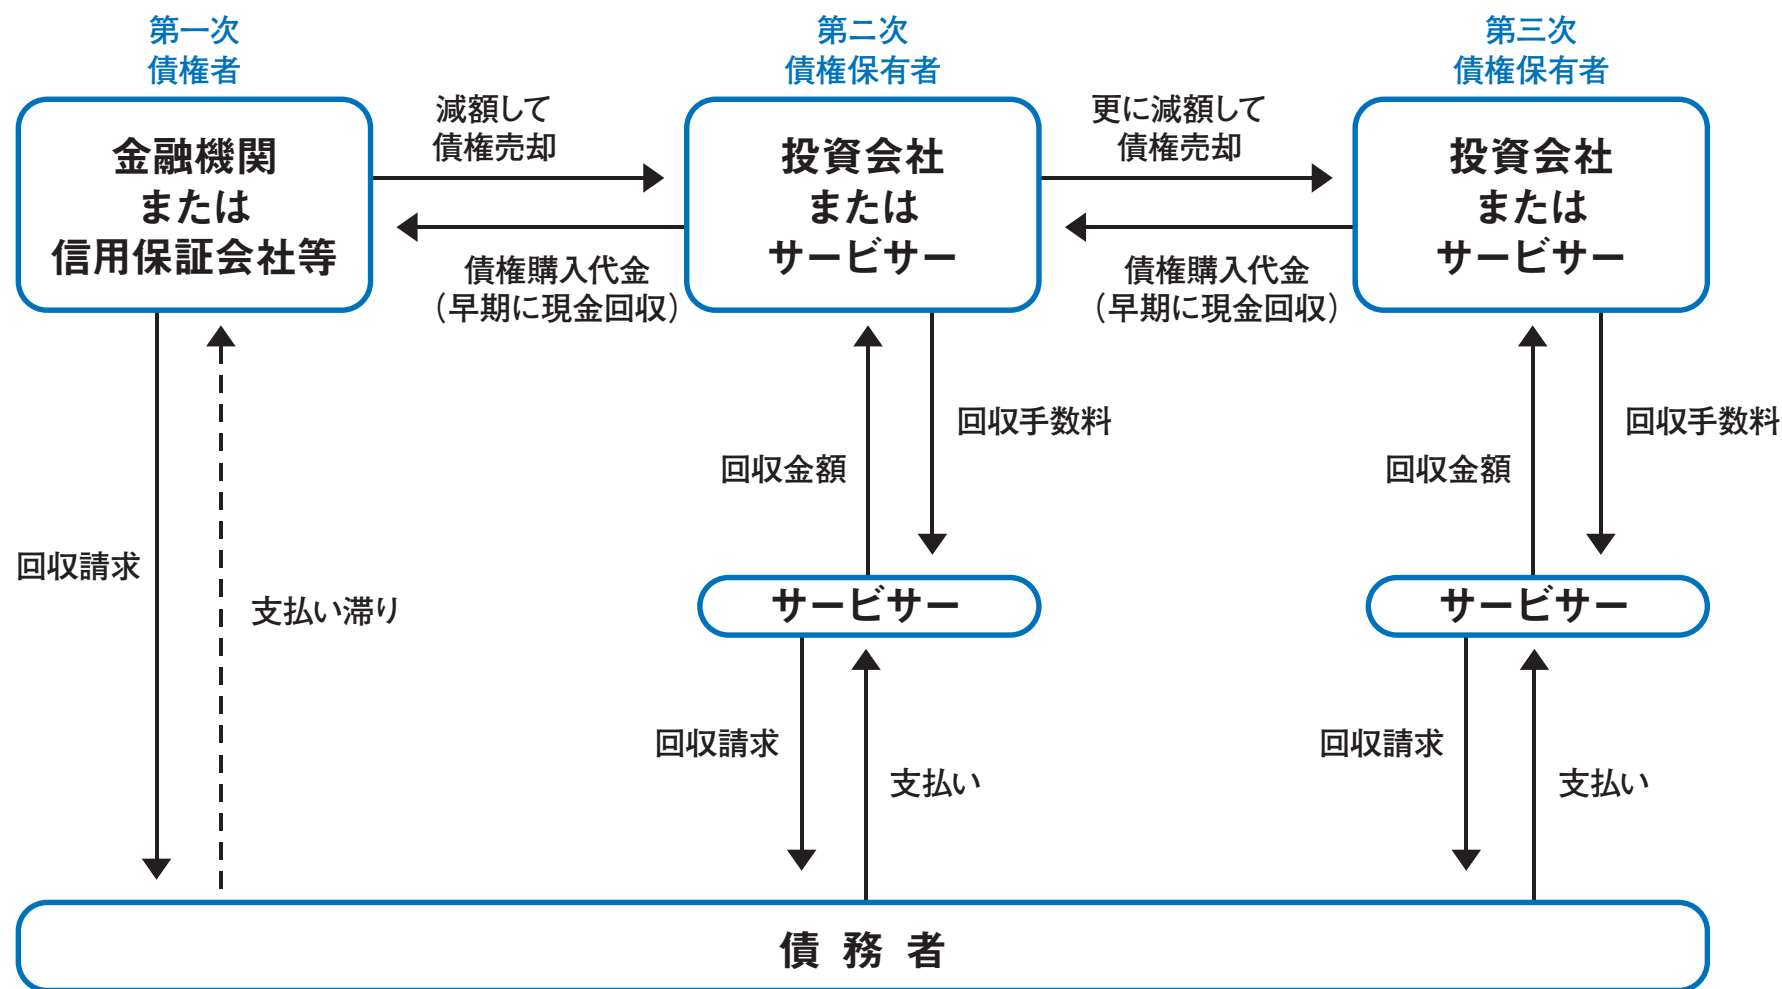 第一次
債権者
第二次
債権保有者
第三次
債権保有者
金融機関
または
信用保証会社等
減額して
債権売却
債権購入代金
（早期に現金回収）
投資会社
または
サービサー
更に減額して
債権売却
債権購入代金
（早期に現金回収）
投資会社
または
サービサー
回収請求
支払い滞り
回収金額
回収手数料
サービサー
回収請求
支払い
回収金額
回収手数料
サービサー
回収請求
支払い
債務者